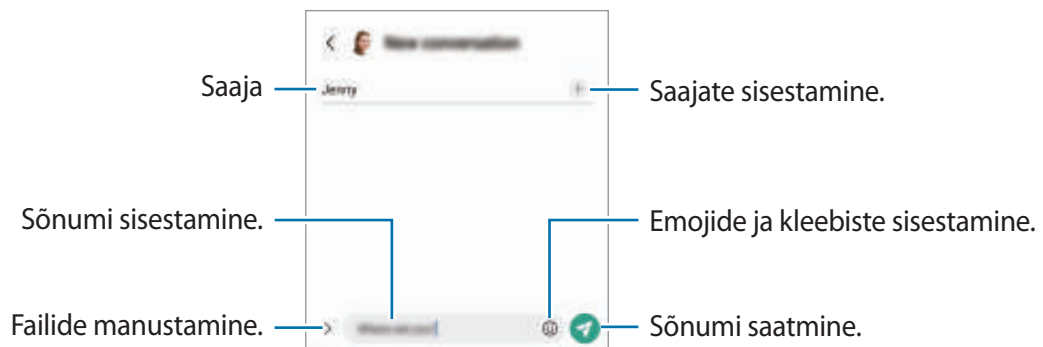 New conversation
Saaja
Jenny
Saajate sisestamine.
Sõnumi sisestamine.
Emojide ja kleebiste sisestamine.
Failide manustamine.
Sõnumi saatmine.